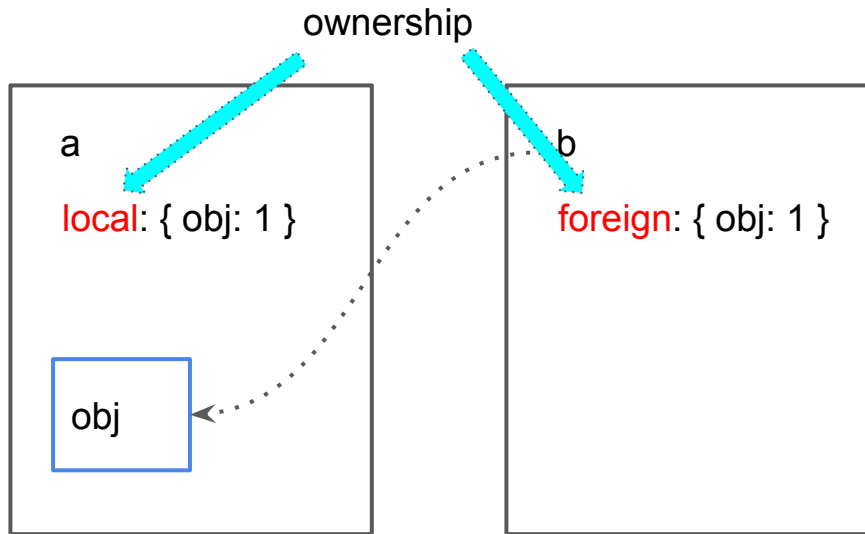 ownership
a
b
local: { obj: 1 }
foreign: { obj: 1 }
obj